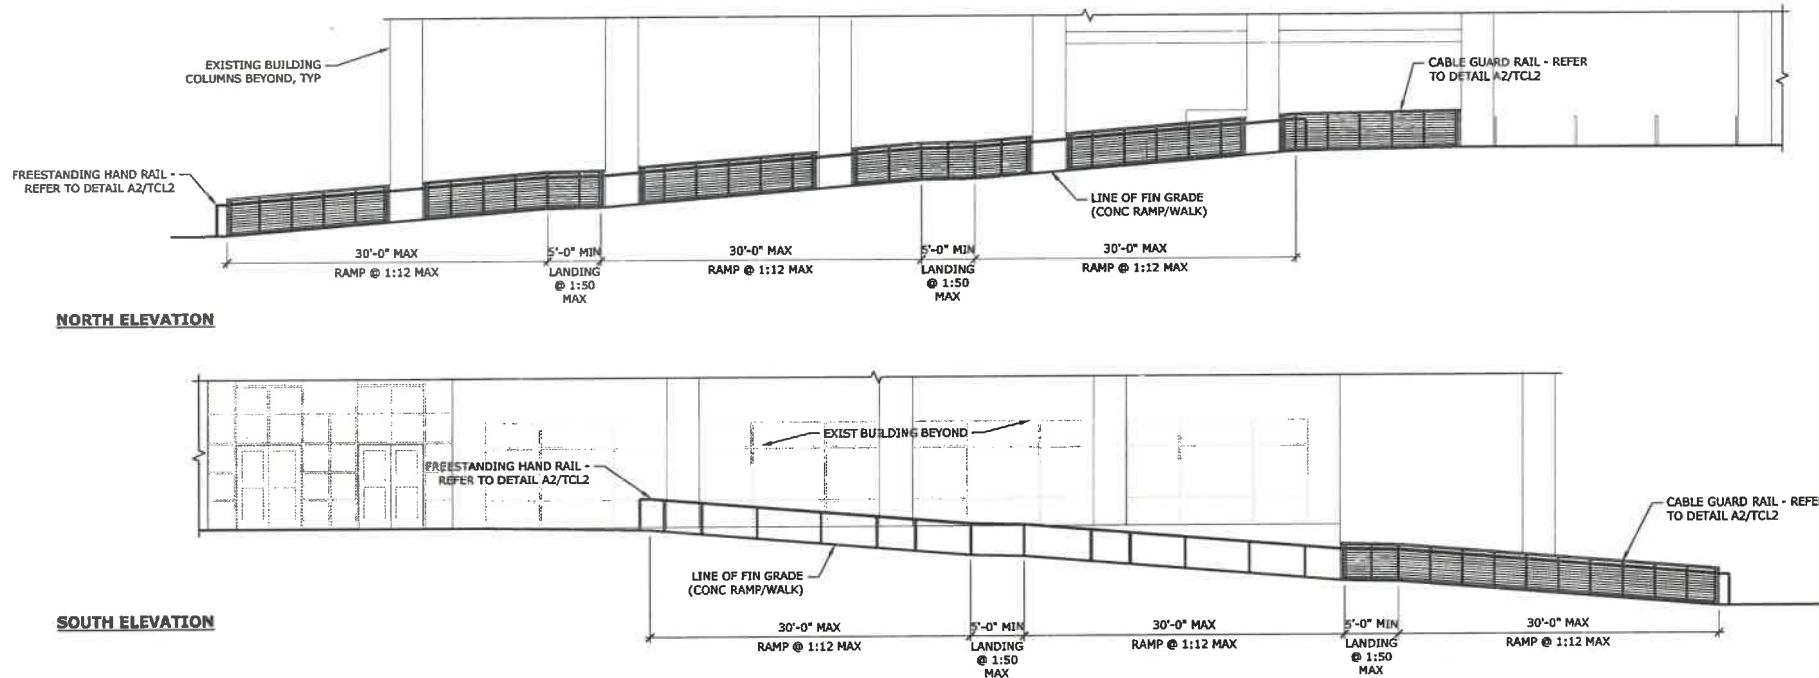 EXISTING BUILDING
COLUMNS BEYOND, TYP
CABLE GUARD RAIL - REFER
TO DETAIL A2/TCL2
FREESTANDING HAND RAIL -
REFER TO DETAIL A2/TCL2
LINE OF FIN GRADE
(CONC RAMP/WALK)
30'-0" MAX
RAMP @ 1:12 MAX
5'-0" MIN
LANDING
@ 1:50
MAX
30'-0" MAX
RAMP @ 1:12 MAX
5'-0" MIN
LANDING
@ 1:50
MAX
30'-0" MAX
RAMP @ 1:12 MAX
NORTH ELEVATION
EXIST BUILDING BEYOND
FREESTANDING HAND RAIL -
REFER TO DETAIL A2/TCL2
CABLE GUARD RAIL - REFE
TO DETAIL A2/TCL2
LINE OF FIN GRADE
(CONC RAMP/WALK)
SOUTH ELEVATION
30'-0" MAX
RAMP @ 1:12 MAX
5'-0" MIN
LANDING
@ 1:50
MAX
30'-0" MAX
RAMP @ 1:12 MAX
5'-0" MIN
LANDING
@ 1:50
MAX
30'-0" MAX
RAMP @ 1:12 MAX